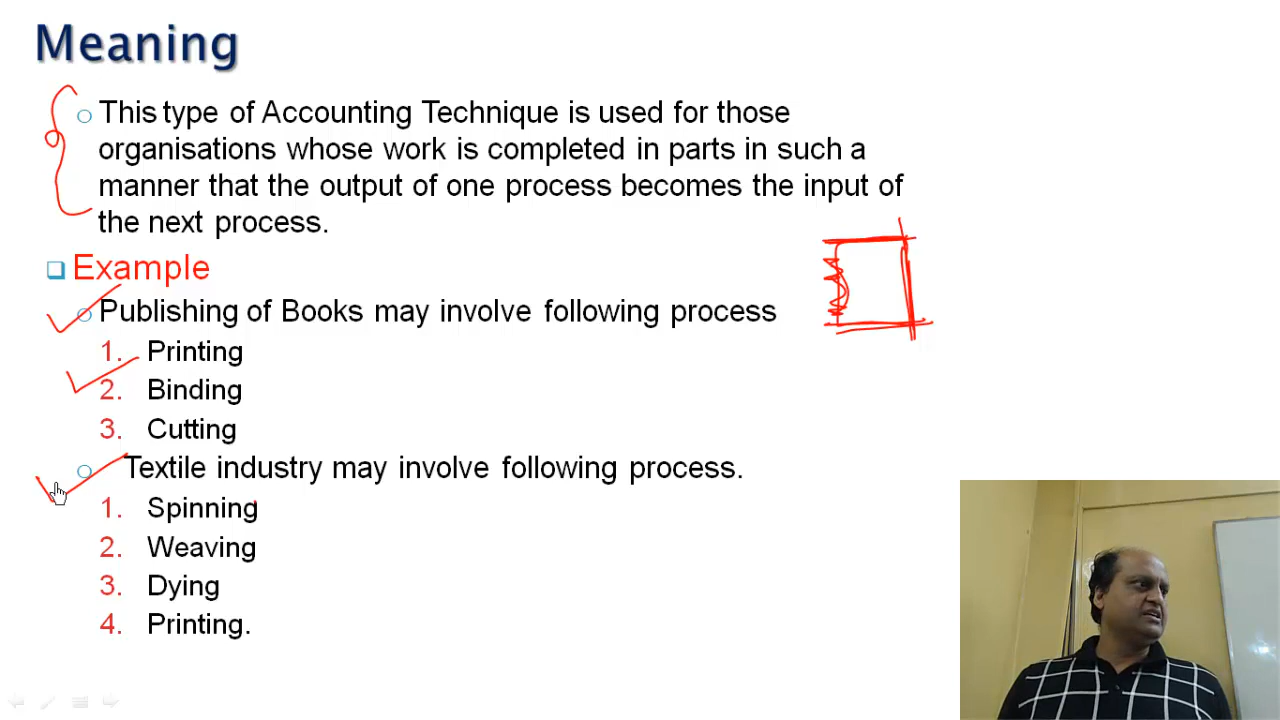 Meaning
This type of Accounting Technique is used for those
organisations whose work is completed in parts in such a
manner that the output of one process becomes the input of
the next process.
Example
Publishing of Books may involve following process
1. Printing
2. Binding
3. Cutting
Textile industry may involve following process.
1. Spinning
2. Weaving
3. Dying
4. Printing.